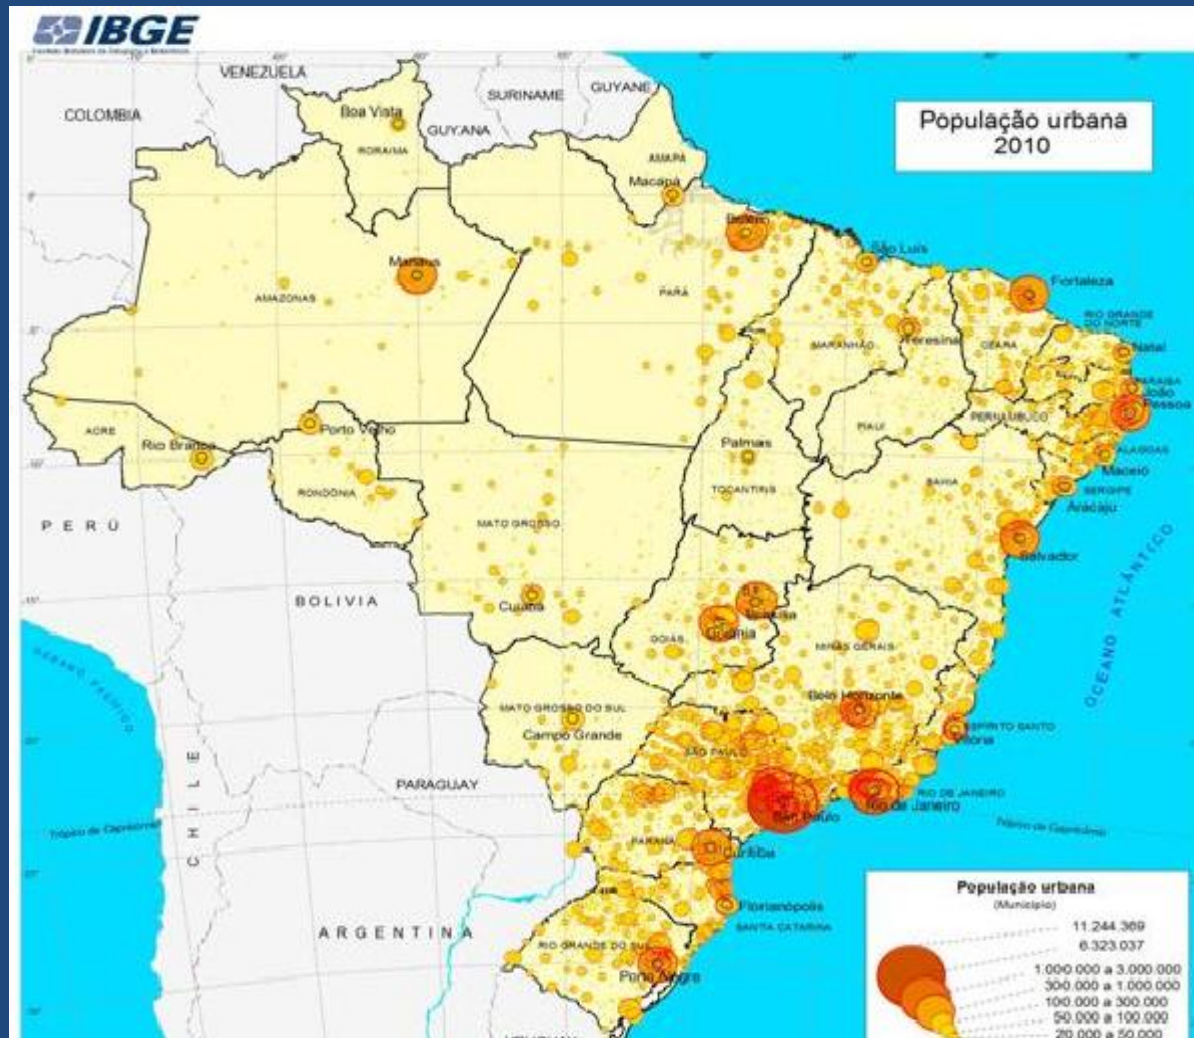 IBGE
VENEZUELA
COLOMBIA
SURINAME
GUYANE
GUYANA
Boa Vista
RORAIMA
AMAPÁ
Macapá
População urbana
2010
Belém
São Luís
Manaus
Fortaleza
AMAZONAS
PARÁ
RIO GRANDE
DO NORTE
MARANHÃO
Teresina
CEARÁ
Natal
PARAÍBA
João
Pessoa
ACRE
Rio Branco
Porto Velho
PIAUÍ
Palmas
ALAGOAS
Maceió
RONDÔNIA
TOCANTINS
BAHIA
SERGIPE
Aracaju
PERÚ
MATO GROSSO
Salvador
BOLIVIA
Cuiabá
Goiânia
GOIÁS
MINAS GERAIS
OCEANO ATLÂNTICO
Belo Horizonte
MATO GROSSO DO SUL
Campo Grande
ESPÍRITO SANTO
Vitória
SÃO PAULO
PARAGUAY
CHILE
RIO DE JANEIRO
Rio de Janeiro
São Paulo
Trópico de Capricórnio
Trópico de Capricórnio
PARANÁ
Curitiba
Florianópolis
SANTA CATARINA
ARGENTINA
RIO GRANDE DO SUL
Porto Alegre
População urbana
(Município)
11.244.369
6.323.037
1.000.000 a 3.000.000
300.000 a 1.000.000
100.000 a 300.000
50.000 a 100.000
20.000 a 50.000